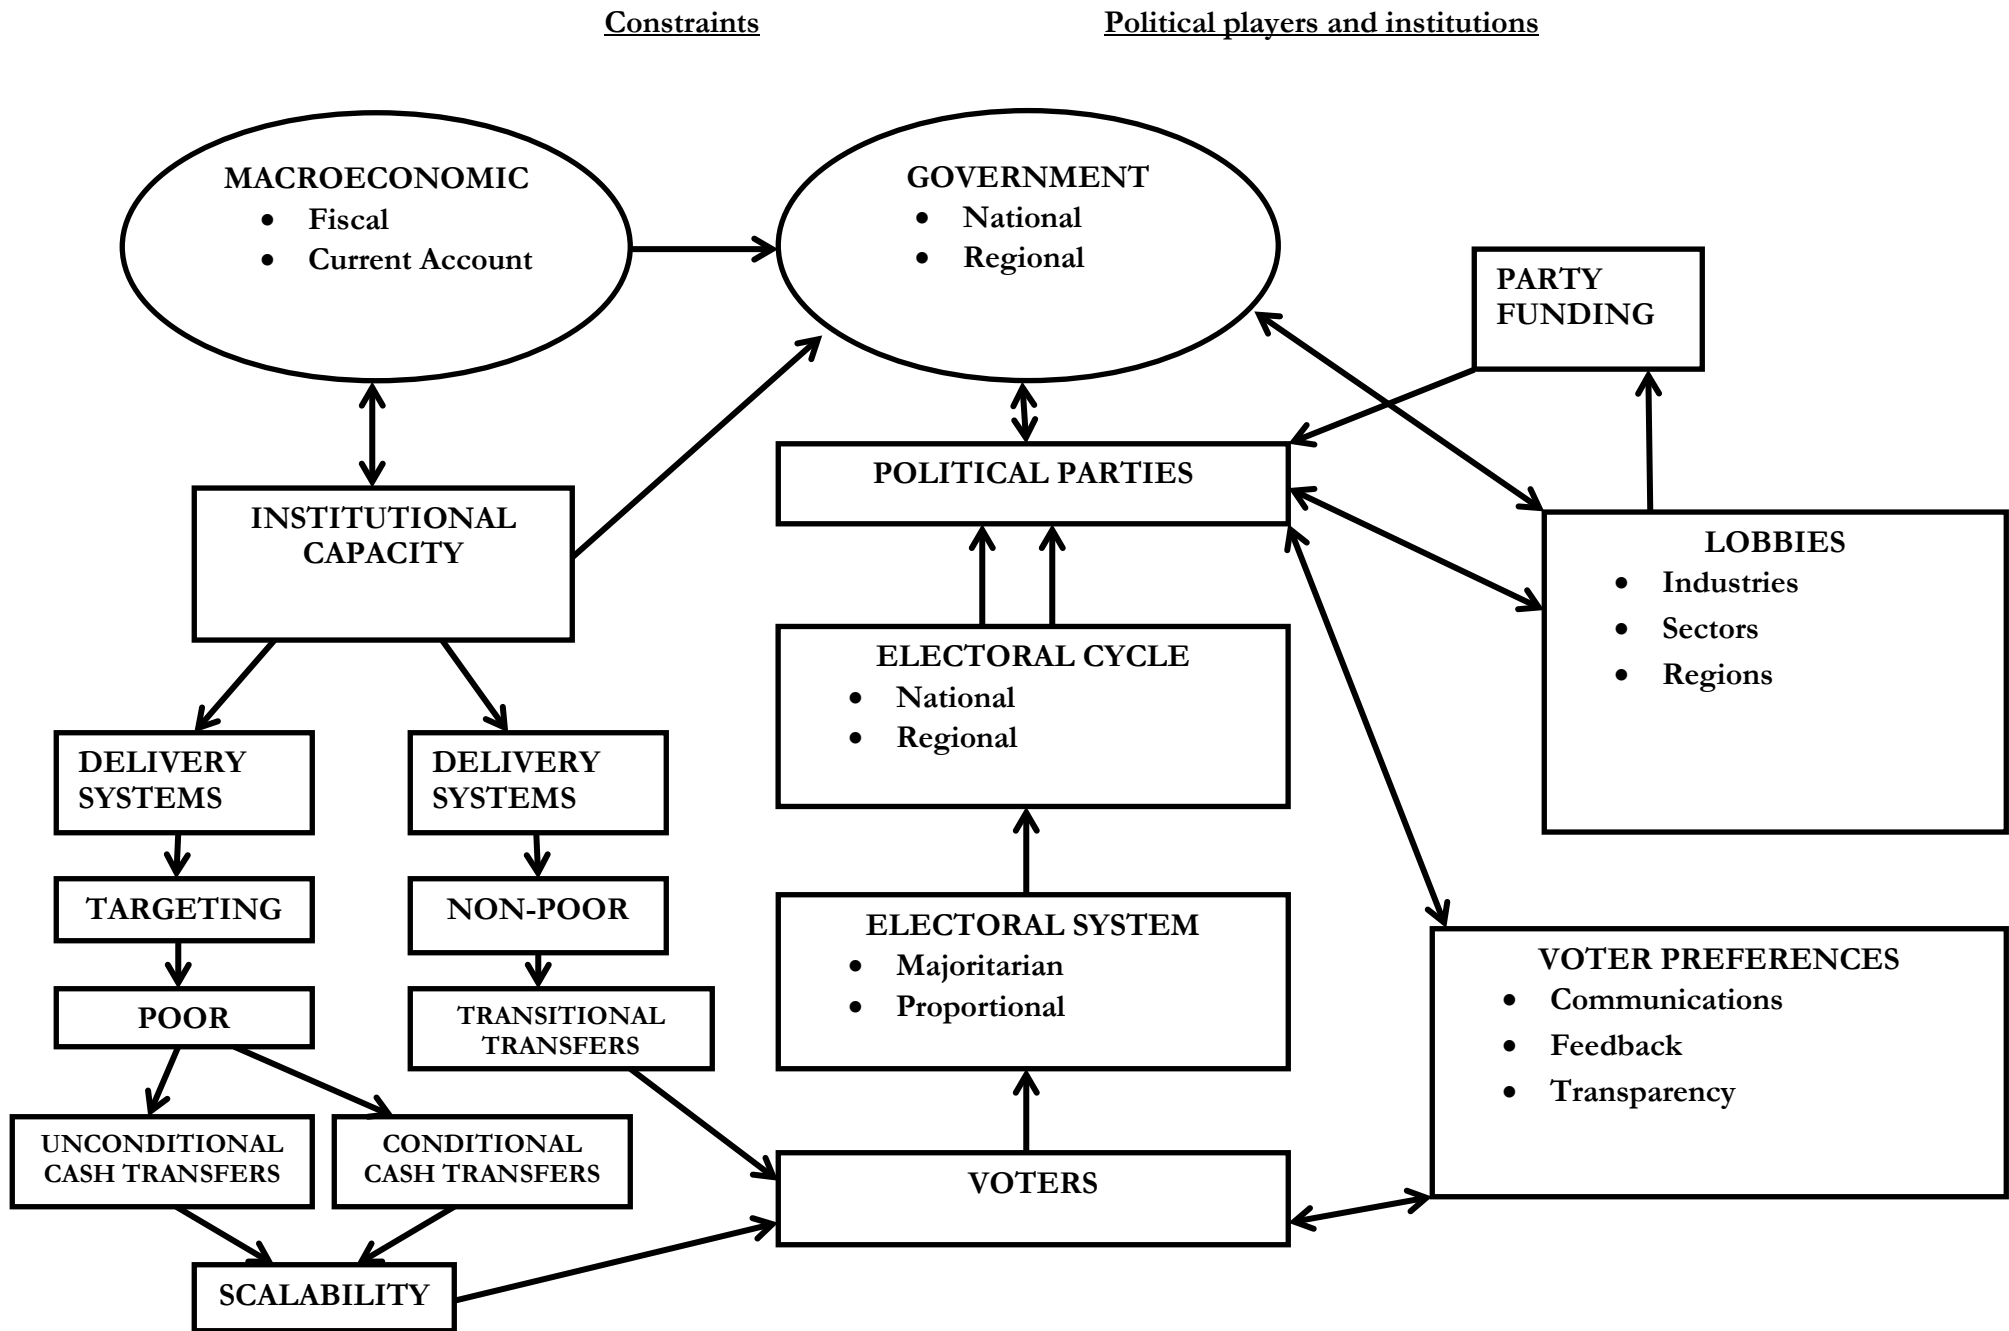 Constraints
Political players and institutions
MACROECONOMIC
• Fiscal
• Current Account
GOVERNMENT
• National
• Regional
PARTY
FUNDING
POLITICAL PARTIES
INSTITUTIONAL
CAPACITY
LOBBIES
• Industries
• Sectors
• Regions
ELECTORAL CYCLE
• National
• Regional
DELIVERY
SYSTEMS
DELIVERY
SYSTEMS
TARGETING
NON-POOR
ELECTORAL SYSTEM
• Majoritarian
• Proportional
VOTER PREFERENCES
• Communications
• Feedback
• Transparency
POOR
TRANSITIONAL
TRANSFERS
UNCONDITIONAL
CASH TRANSFERS
CONDITIONAL
CASH TRANSFERS
VOTERS
SCALABILITY